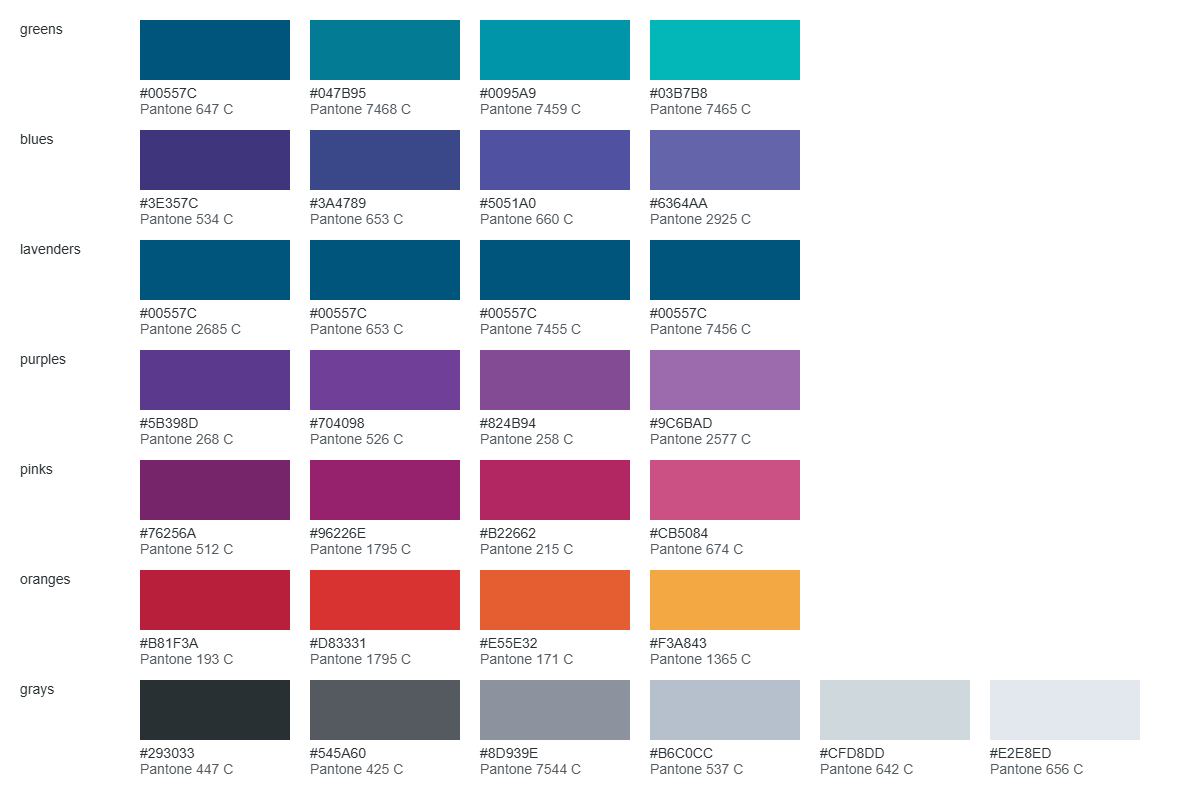 greens
#00557C #047B95 #0095A9 #03B7B8
Pantone 647 C Pantone 7468 C Pantone 7459 C Pantone 7465 C
blues
#3E357C #3A4789 #5051A0 #6364AA
Pantone 534 C Pantone 653 C Pantone 660 C Pantone 2925 C
lavenders
#00557C #00557C #00557C #00557C
Pantone 2685 C Pantone 653 C Pantone 7455 C Pantone 7456 C
purples
#5B398D #704098 #824B94 #9C6BAD
Pantone 268 C Pantone 526 C Pantone 258 C Pantone 2577 C
pinks
#76256A #96226E #B22662 #CB5084
Pantone 512 C Pantone 1795 C Pantone 215 C Pantone 674 C
oranges
#B81F3A #D83331 #E55E32 #F3A843
Pantone 193 C Pantone 1795 C Pantone 171 C Pantone 1365 C
grays
#293033 #545A60 #8D939E #B6C0CC #CFD8DD #E2E8ED
Pantone 447 C Pantone 425 C Pantone 7544 C Pantone 537 C Pantone 642 C Pantone 656 C